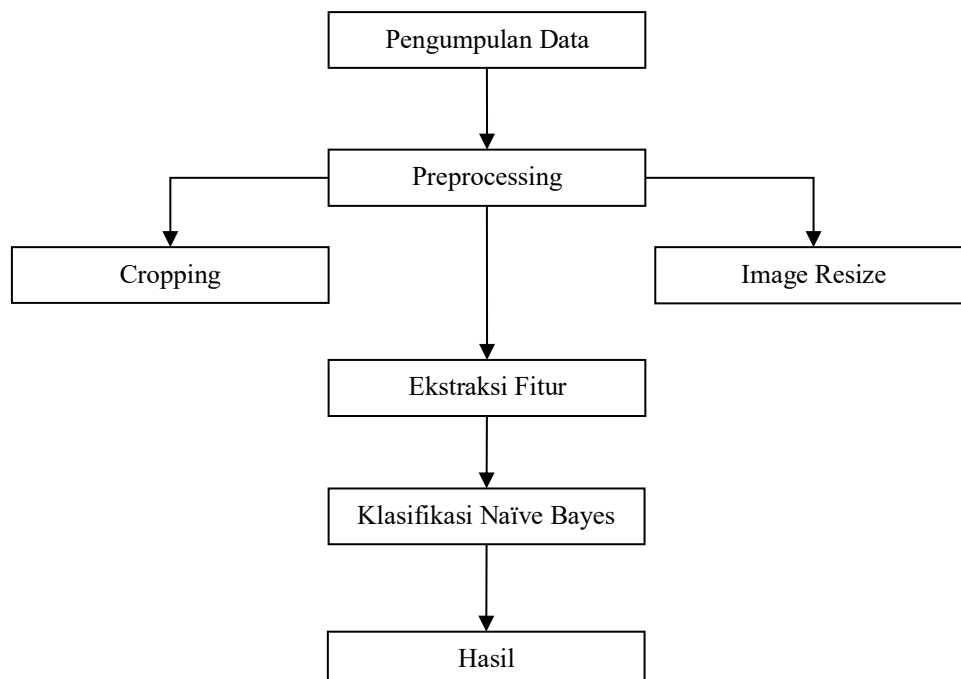 Pengumpulan Data
Preprocessing
Cropping
Image Resize
Ekstraksi Fitur
Klasifikasi Naïve Bayes
Hasil